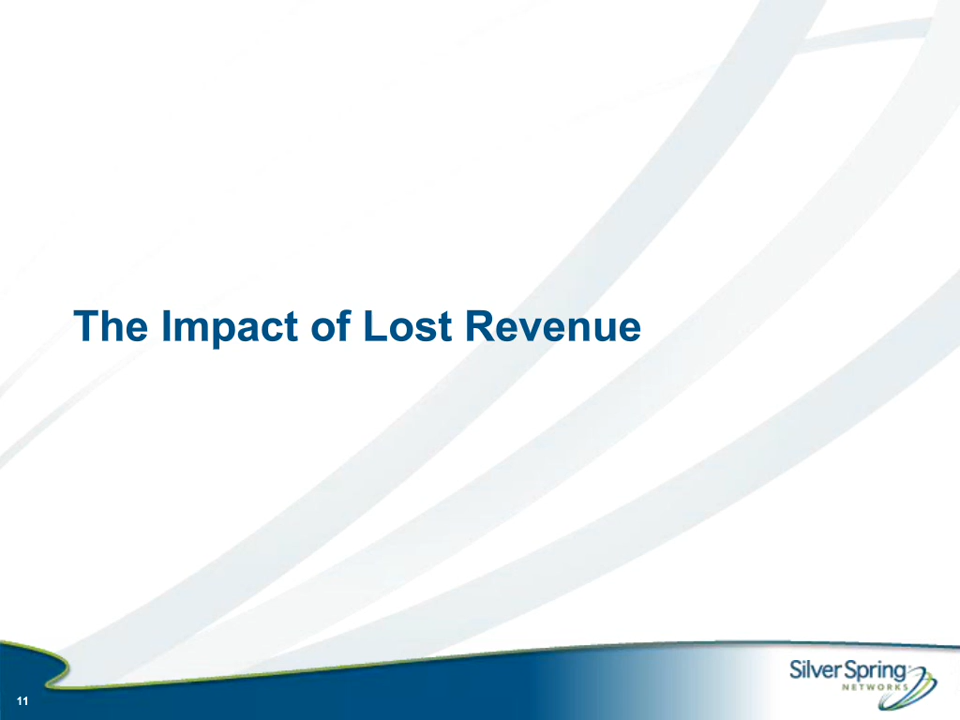 The Impact of Lost Revenue
11
Silver Spring
NETWORKS